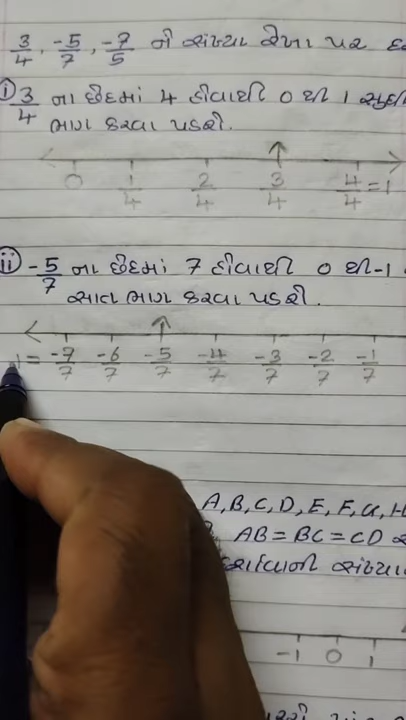 3/4, -5/7, -7/5 ને સંખ્યા રેખા પર
i) 3/4 ના છેદમાં 4 હોવાથી 0 થી 1 સુધી
ભાગ કરવા પડશે.
0 1/4 2/4 3/4 4/4=1
ii) -5/7 ના છેદમાં 7 હોવાથી 0 થી -1
સાત ભાગ કરવા પડશે.
1 = -7/7 -6/7 -5/7 -4/7 -3/7 -2/7 -1/7
A, B, C, D, E, F, G, H
AB = BC = CD
દર્શાવાની સંખ્યા
-1 0 1